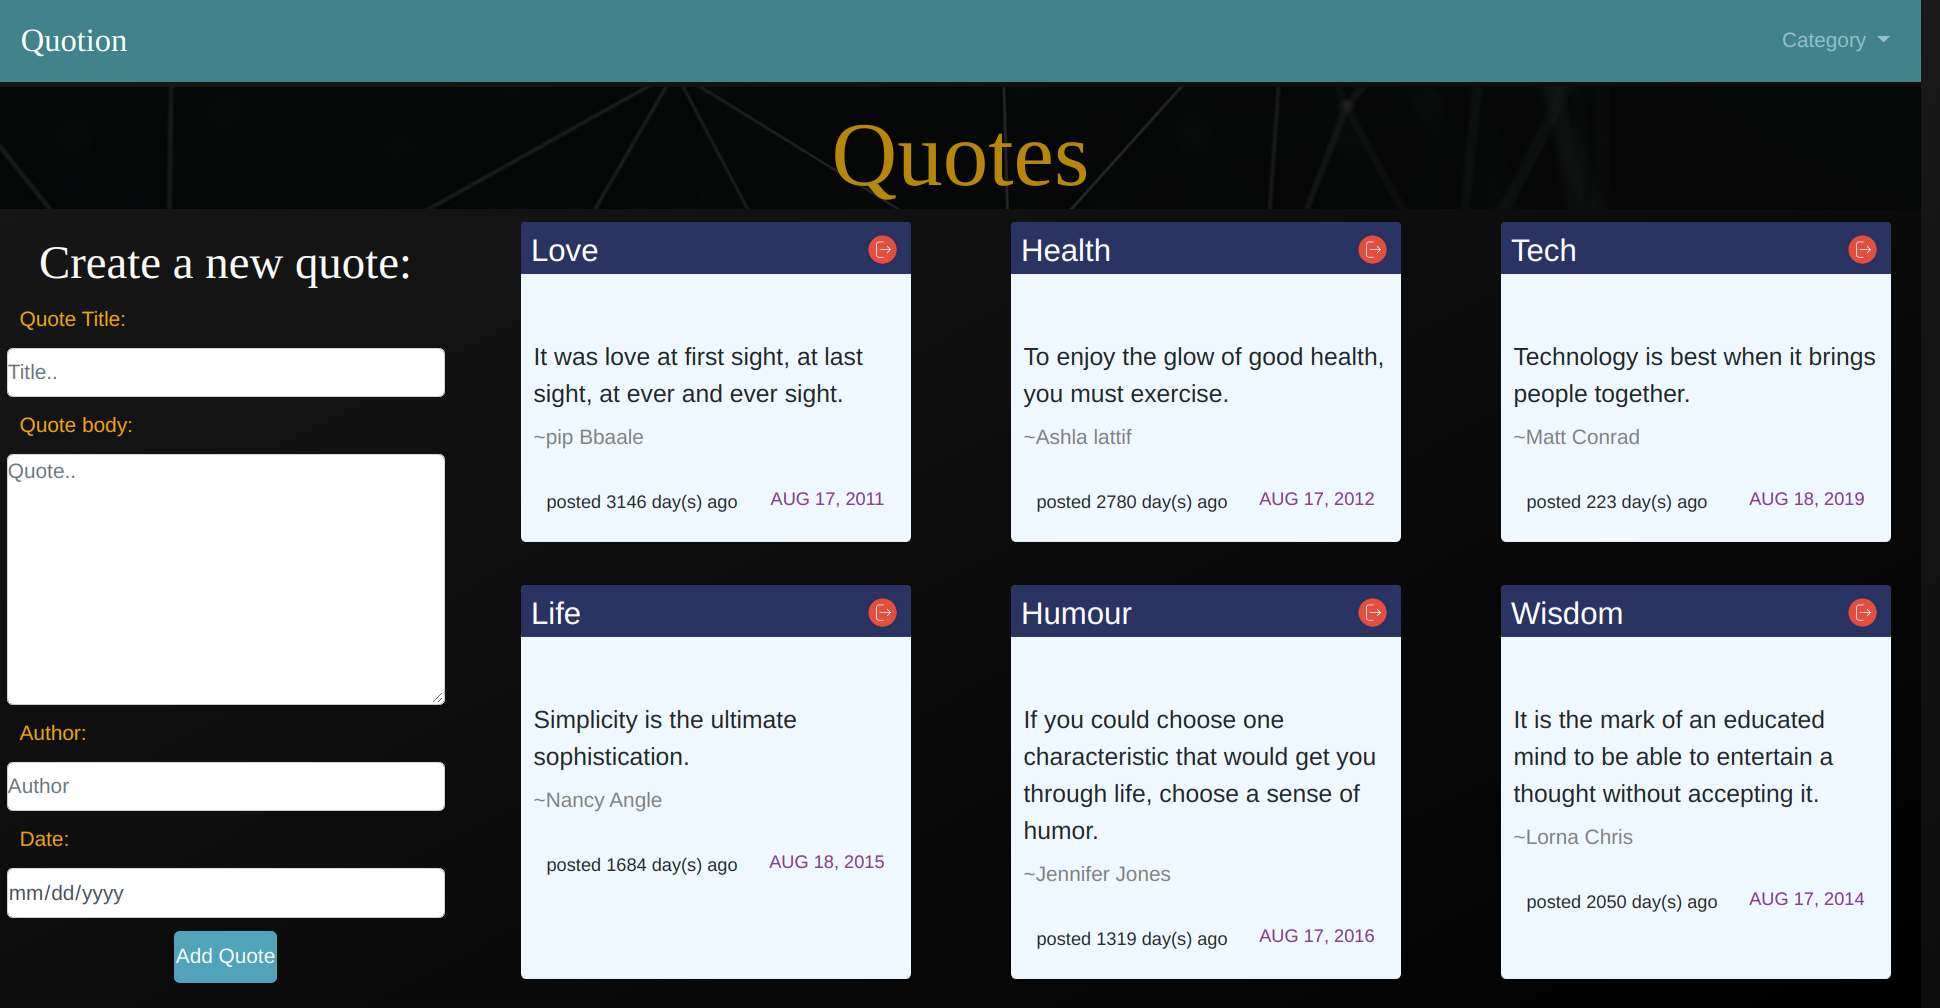 Quotion
Category
Quotes
Create a new quote:
Quote Title:
Title..
Quote body:
Quote..
Author:
Author
Date:
mm/dd/yyyy
Add Quote
Love
It was love at first sight, at last
sight, at ever and ever sight.
~pip Bbaale
posted 3146 day(s) ago AUG 17, 2011
Health
To enjoy the glow of good health,
you must exercise.
~Ashla lattif
posted 2780 day(s) ago AUG 17, 2012
Tech
Technology is best when it brings
people together.
~Matt Conrad
posted 223 day(s) ago AUG 18, 2019
Life
Simplicity is the ultimate
sophistication.
~Nancy Angle
posted 1684 day(s) ago AUG 18, 2015
Humour
If you could choose one
characteristic that would get you
through life, choose a sense of
humor.
~Jennifer Jones
posted 1319 day(s) ago AUG 17, 2016
Wisdom
It is the mark of an educated
mind to be able to entertain a
thought without accepting it.
~Lorna Chris
posted 2050 day(s) ago AUG 17, 2014